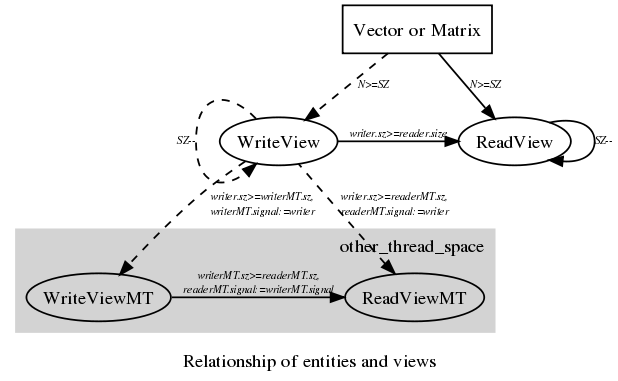 Vector or Matrix
N>=SZ
N>=SZ
SZ--
WriteView
writer.sz>=reader.size
ReadView
SZ--
writer.sz>=writerMT.sz,
writerMT.signal:=writer
writer.sz>=readerMT.sz,
readerMT.signal:=writer
other_thread_space
WriteViewMT
writerMT.sz>=readerMT.sz,
readerMT.signal:=writerMT.signal
ReadViewMT
Relationship of entities and views